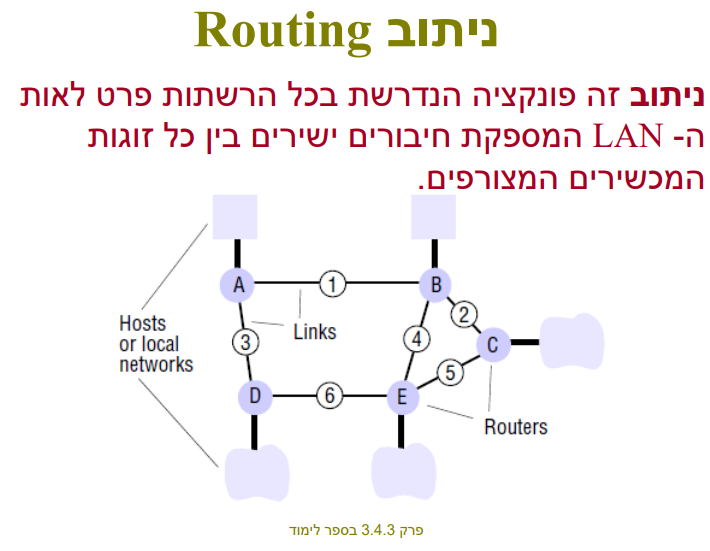 ניתוב Routing
ניתוב זה פונקציה הנדרשת בכל הרשתות פרט לאות
ה- LAN המספקת חיבורים ישירים בין כל זוגות
המכשירים המצורפים.
A
1
B
2
Hosts
or local
networks
Links
3
4
C
5
D
6
E
Routers
פרק 3.4.3 בספר לימוד